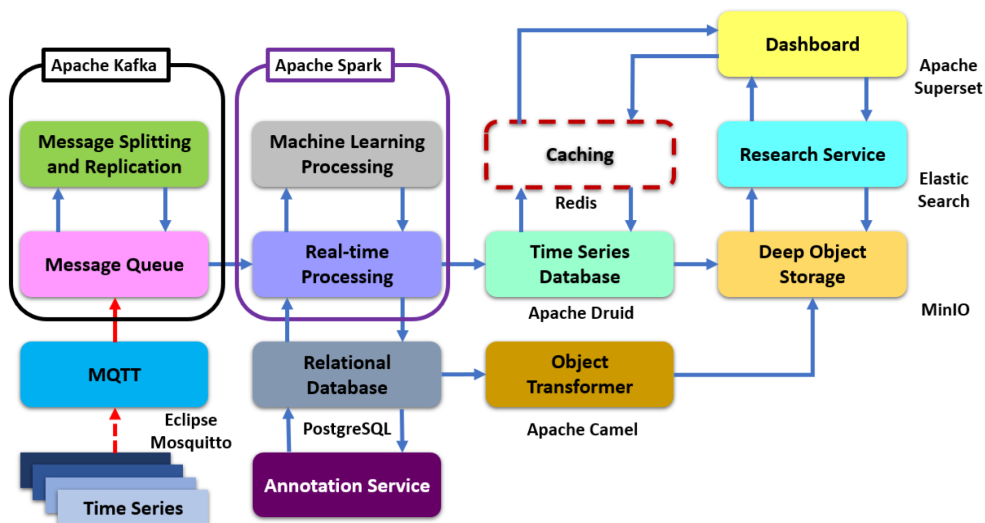 Apache Kafka
Apache Spark
Dashboard
Apache
Superset
Message Splitting
and Replication
Machine Learning
Processing
Caching
Research Service
Redis
Elastic
Search
Message Queue
Real-time
Processing
Time Series
Database
Deep Object
Storage
Apache Druid
MinIO
MQTT
Relational
Database
Object
Transformer
Eclipse
Mosquitto
PostgreSQL
Apache Camel
Annotation Service
Time Series